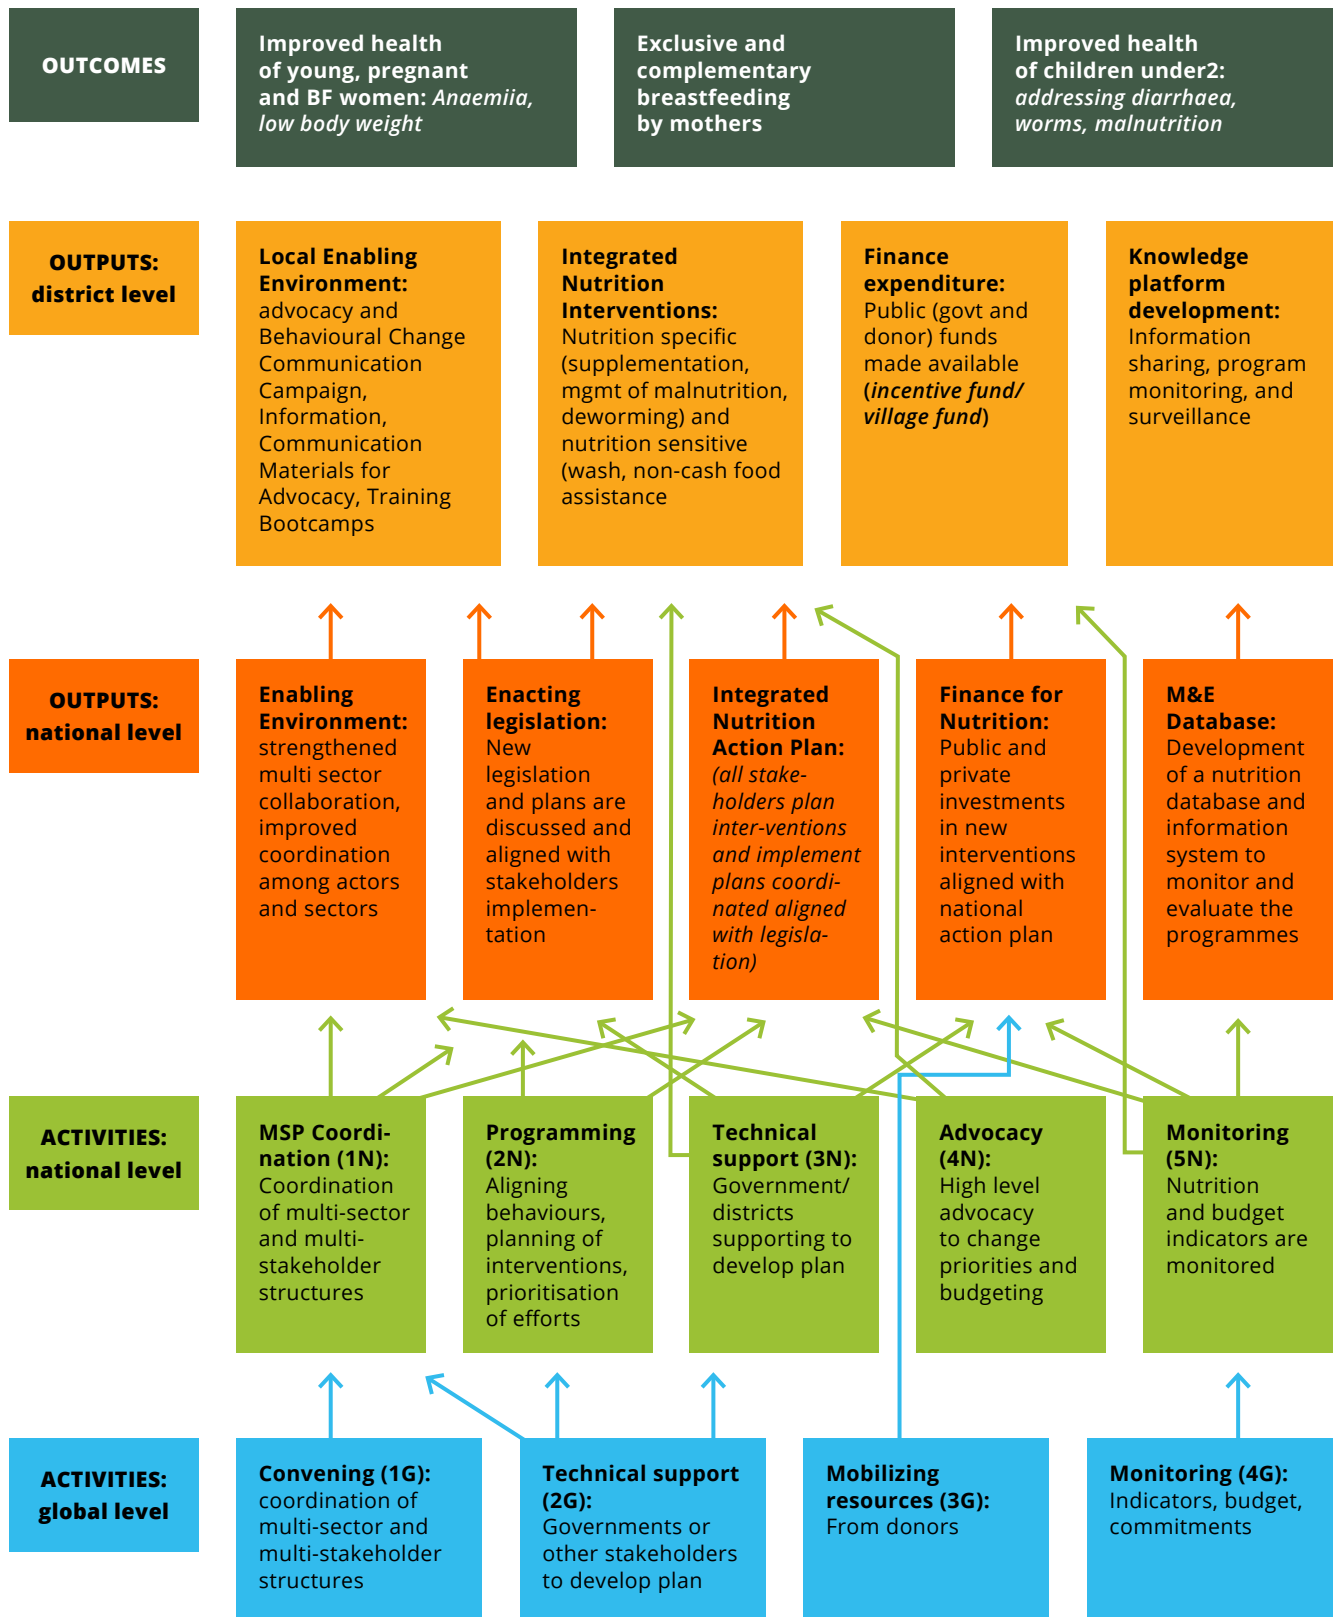 OUTCOMES
Improved health
of young, pregnant
and BF women: Anaemiia,
low body weight
Exclusive and
complementary
breastfeeding
by mothers
Improved health
of children under2:
addressing diarrhaea,
worms, malnutrition
OUTPUTS:
district level
Local Enabling
Environment:
advocacy and
Behavioural Change
Communication
Campaign,
Information,
Communication
Materials for
Advocacy, Training
Bootcamps
Integrated
Nutrition
Interventions:
Nutrition specific
(supplementation,
mgmt of malnutrition,
deworming) and
nutrition sensitive
(wash, non-cash food
assistance
Finance
expenditure:
Public (govt and
donor) funds
made available
(incentive fund/
village fund)
Knowledge
platform
development:
Information
sharing, program
monitoring, and
surveillance
OUTPUTS:
national level
Enabling
Environment:
strengthened
multi sector
collaboration,
improved
coordination
among actors
and sectors
Enacting
legislation:
New
legislation
and plans are
discussed and
aligned with
stakeholders
implemen-
tation
Integrated
Nutrition
Action Plan:
(all stake-
holders plan
inter-ventions
and implement
plans coordi-
nated aligned
with legisla-
tion)
Finance for
Nutrition:
Public and
private
investments
in new
interventions
aligned with
national
action plan
M&E
Database:
Development
of a nutrition
database and
information
system to
monitor and
evaluate the
programmes
ACTIVITIES:
national level
MSP Coordi-
nation (1N):
Coordination
of multi-sector
and multi-
stakeholder
structures
Programming
(2N):
Aligning
behaviours,
planning of
interventions,
prioritisation
of efforts
Technical
support (3N):
Government/
districts
supporting to
develop plan
Advocacy
(4N):
High level
advocacy
to change
priorities and
budgeting
Monitoring
(5N):
Nutrition
and budget
indicators are
monitored
ACTIVITIES:
global level
Convening (1G):
coordination of
multi-sector and
multi-stakeholder
structures
Technical support
(2G):
Governments or
other stakeholders
to develop plan
Mobilizing
resources (3G):
From donors
Monitoring (4G):
Indicators, budget,
commitments